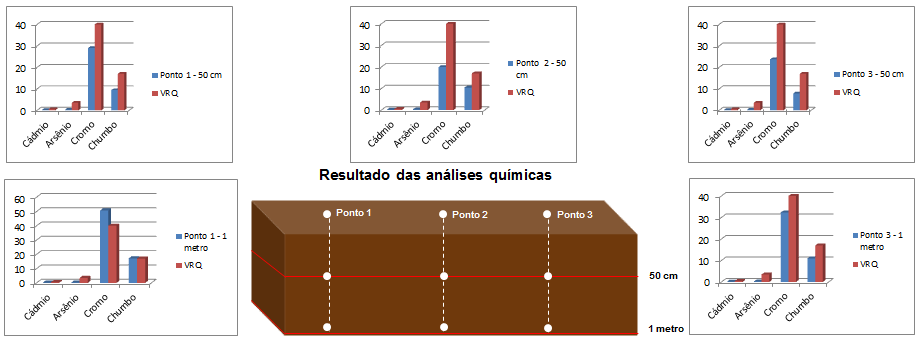 40
30
20
10
0
Cádmio
Arsênio
Cromo
Chumbo
Ponto 1 - 50 cm
VRQ
40
30
20
10
0
Cádmio
Arsênio
Cromo
Chumbo
Ponto 2 - 50
cm
VRQ
40
30
20
10
0
Cádmio
Arsênio
Cromo
Chumbo
Ponto 3 - 50 cm
VRQ
Resultado das análises químicas
60
50
40
30
20
10
0
Cádmio
Arsênio
Cromo
Chumbo
Ponto 1 - 1
metro
VRQ
Ponto 1
Ponto 2
Ponto 3
50 cm
1 metro
40
30
20
10
0
Cádmio
Arsênio
Cromo
Chumbo
Ponto 3 - 1
metro
VRQ